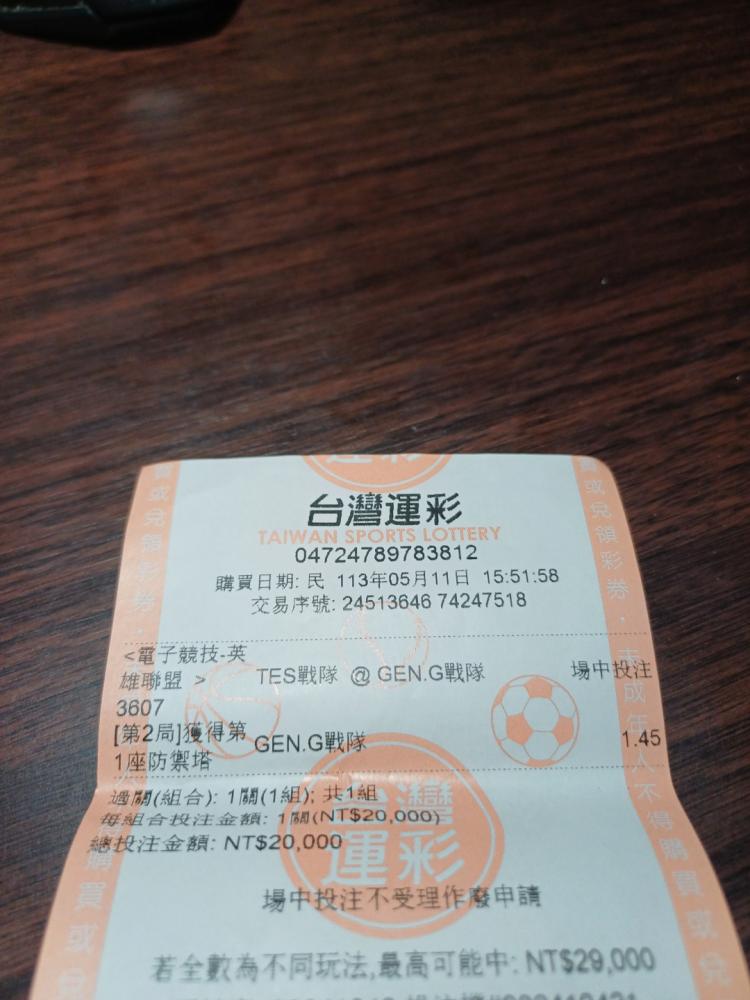 台灣運彩
TAIWAN SPORTS LOTTERY
04724789783812
購買日期: 民 113年05月11日 15:51:58
交易序號: 24513646 74247518
<電子競技-英雄聯盟 > TES戰隊 @ GEN.G戰隊 場中投注
3607
[第2局]獲得第1座防禦塔 GEN.G戰隊 1.45
過關(組合): 1關(1組); 共1組
每組合投注金額: 1關(NT$20,000)
總投注金額: NT$20,000
台灣
運彩
場中投注不受理作廢申請
若全數為不同玩法,最高可能中: NT$29,000